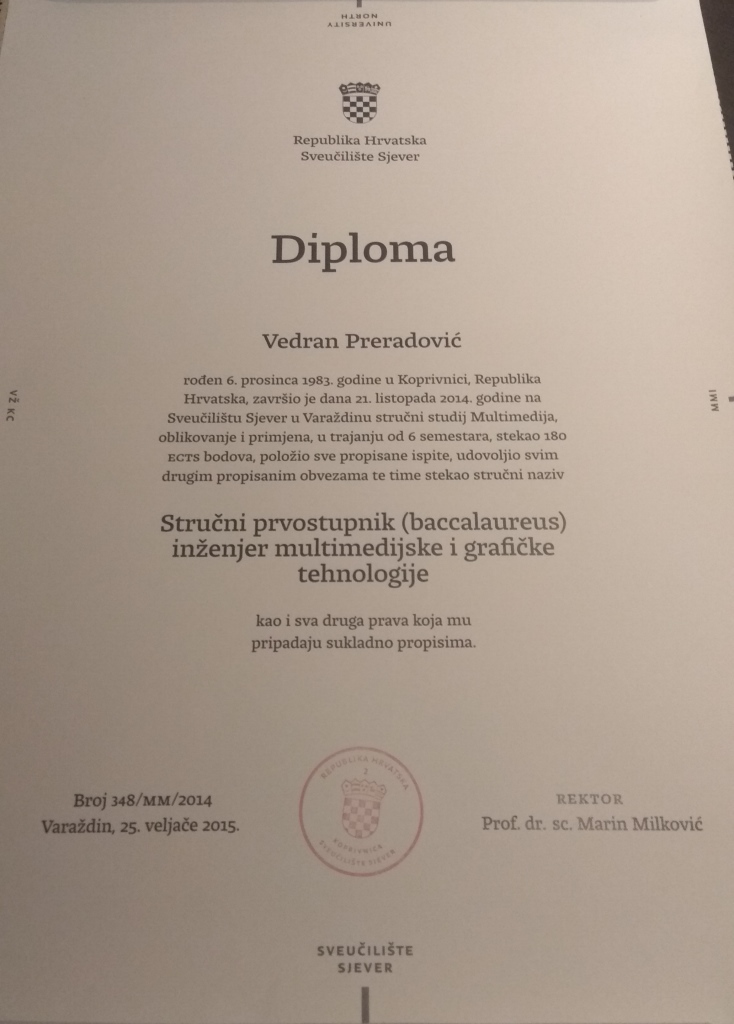 UNIVERSITY
NORTH
Republika Hrvatska
Sveučilište Sjever
Diploma
Vedran Preradović
rođen 6. prosinca 1983. godine u Koprivnici, Republika
Hrvatska, završio je dana 21. listopada 2014. godine na
Sveučilištu Sjever u Varaždinu stručni studij Multimedija,
oblikovanje i primjena, u trajanju od 6 semestara, stekao 180
ECTS bodova, položio sve propisane ispite, udovoljio svim
drugim propisanim obvezama te time stekao stručni naziv
VŽ KC
MMI
Stručni prvostupnik (baccalaureus)
inženjer multimedijske i grafičke
tehnologije
kao i sva druga prava koja mu
pripadaju sukladno propisima.
REPUBLIKA HRVATSKA
2
KOPRIVNICA
SVEUČILIŠTE SJEVER
Broj 348/MM/2014
Varaždin, 25. veljače 2015.
REKTOR
Prof. dr. sc. Marin Milković
SVEUČILIŠTE
SJEVER